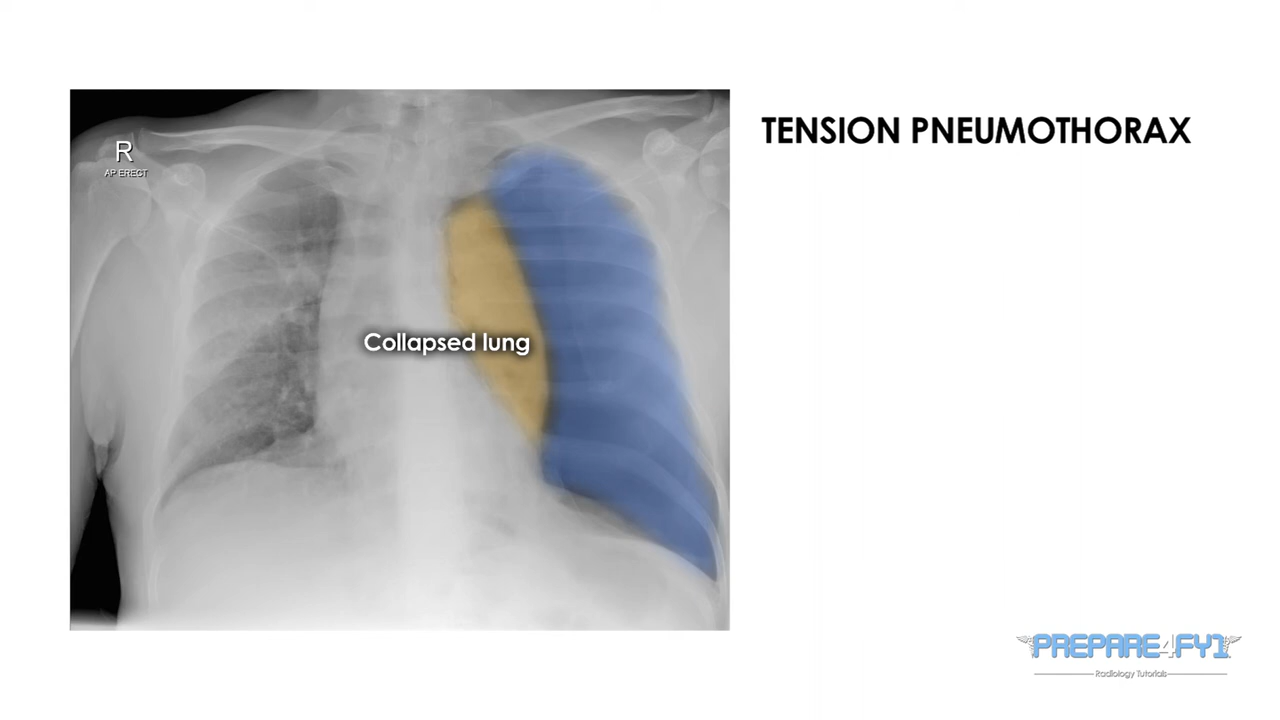 TENSION PNEUMOTHORAX
R
AP ERECT
Collapsed lung
PREPARE4FY1
Radiology Tutorials